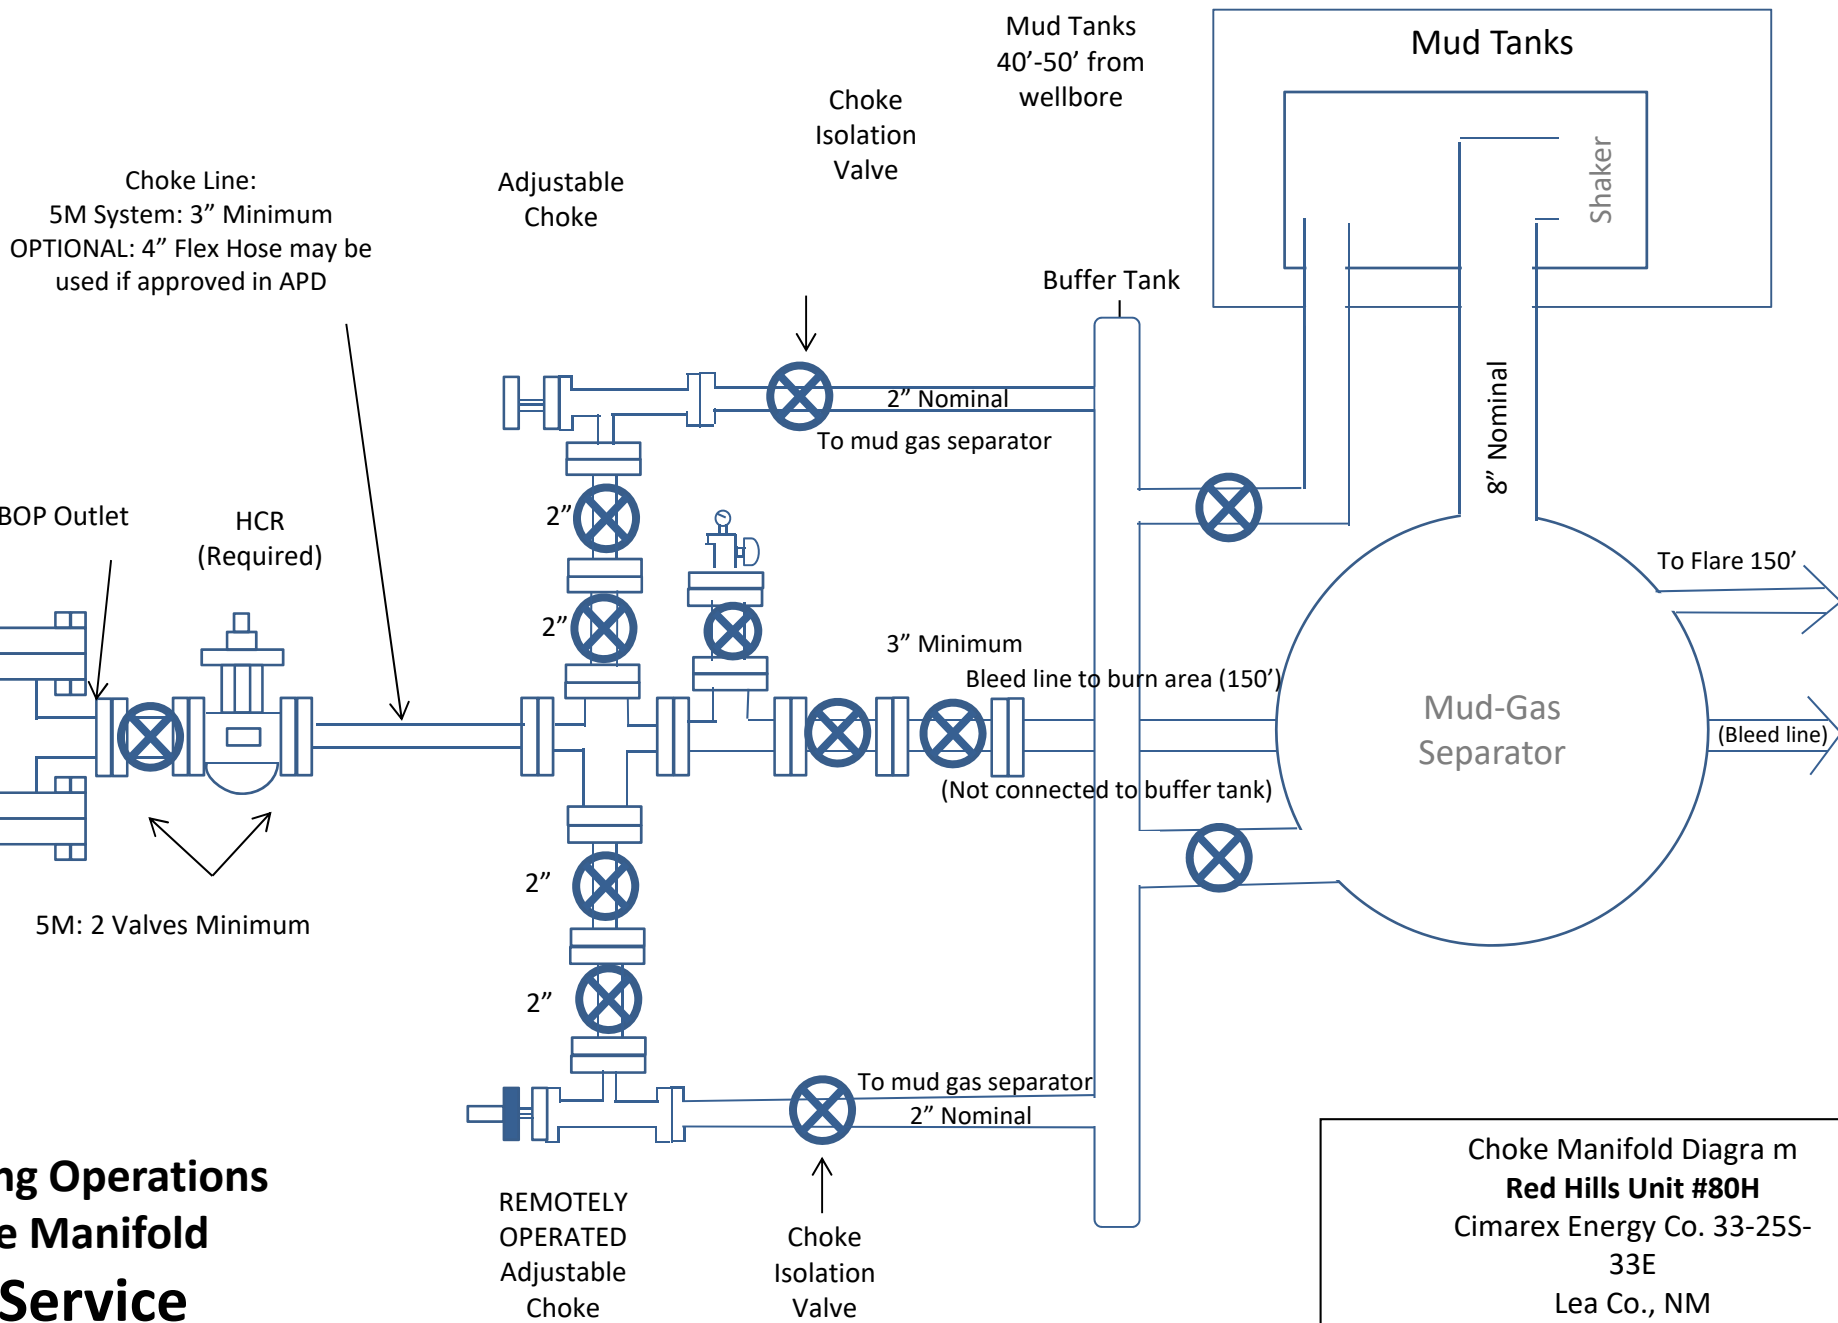 Mud Tanks
40’-50’ from
wellbore
Mud Tanks
Shaker
Choke
Isolation
Valve
Adjustable
Choke
Choke Line:
5M System: 3” Minimum
OPTIONAL: 4” Flex Hose may be
used if approved in APD
Buffer Tank
2” Nominal
To mud gas separator
8” Nominal
BOP Outlet
HCR
(Required)
2”
2”
To Flare 150’
3” Minimum
Bleed line to burn area (150’)
Mud-Gas
Separator
(Bleed line)
(Not connected to buffer tank)
2”
5M: 2 Valves Minimum
2”
To mud gas separator
2” Nominal
ng Operations
e Manifold
Service
REMOTELY
OPERATED
Adjustable
Choke
Choke
Isolation
Valve
Choke Manifold Diagra m
Red Hills Unit #80H
Cimarex Energy Co. 33-25S-
33E
Lea Co., NM